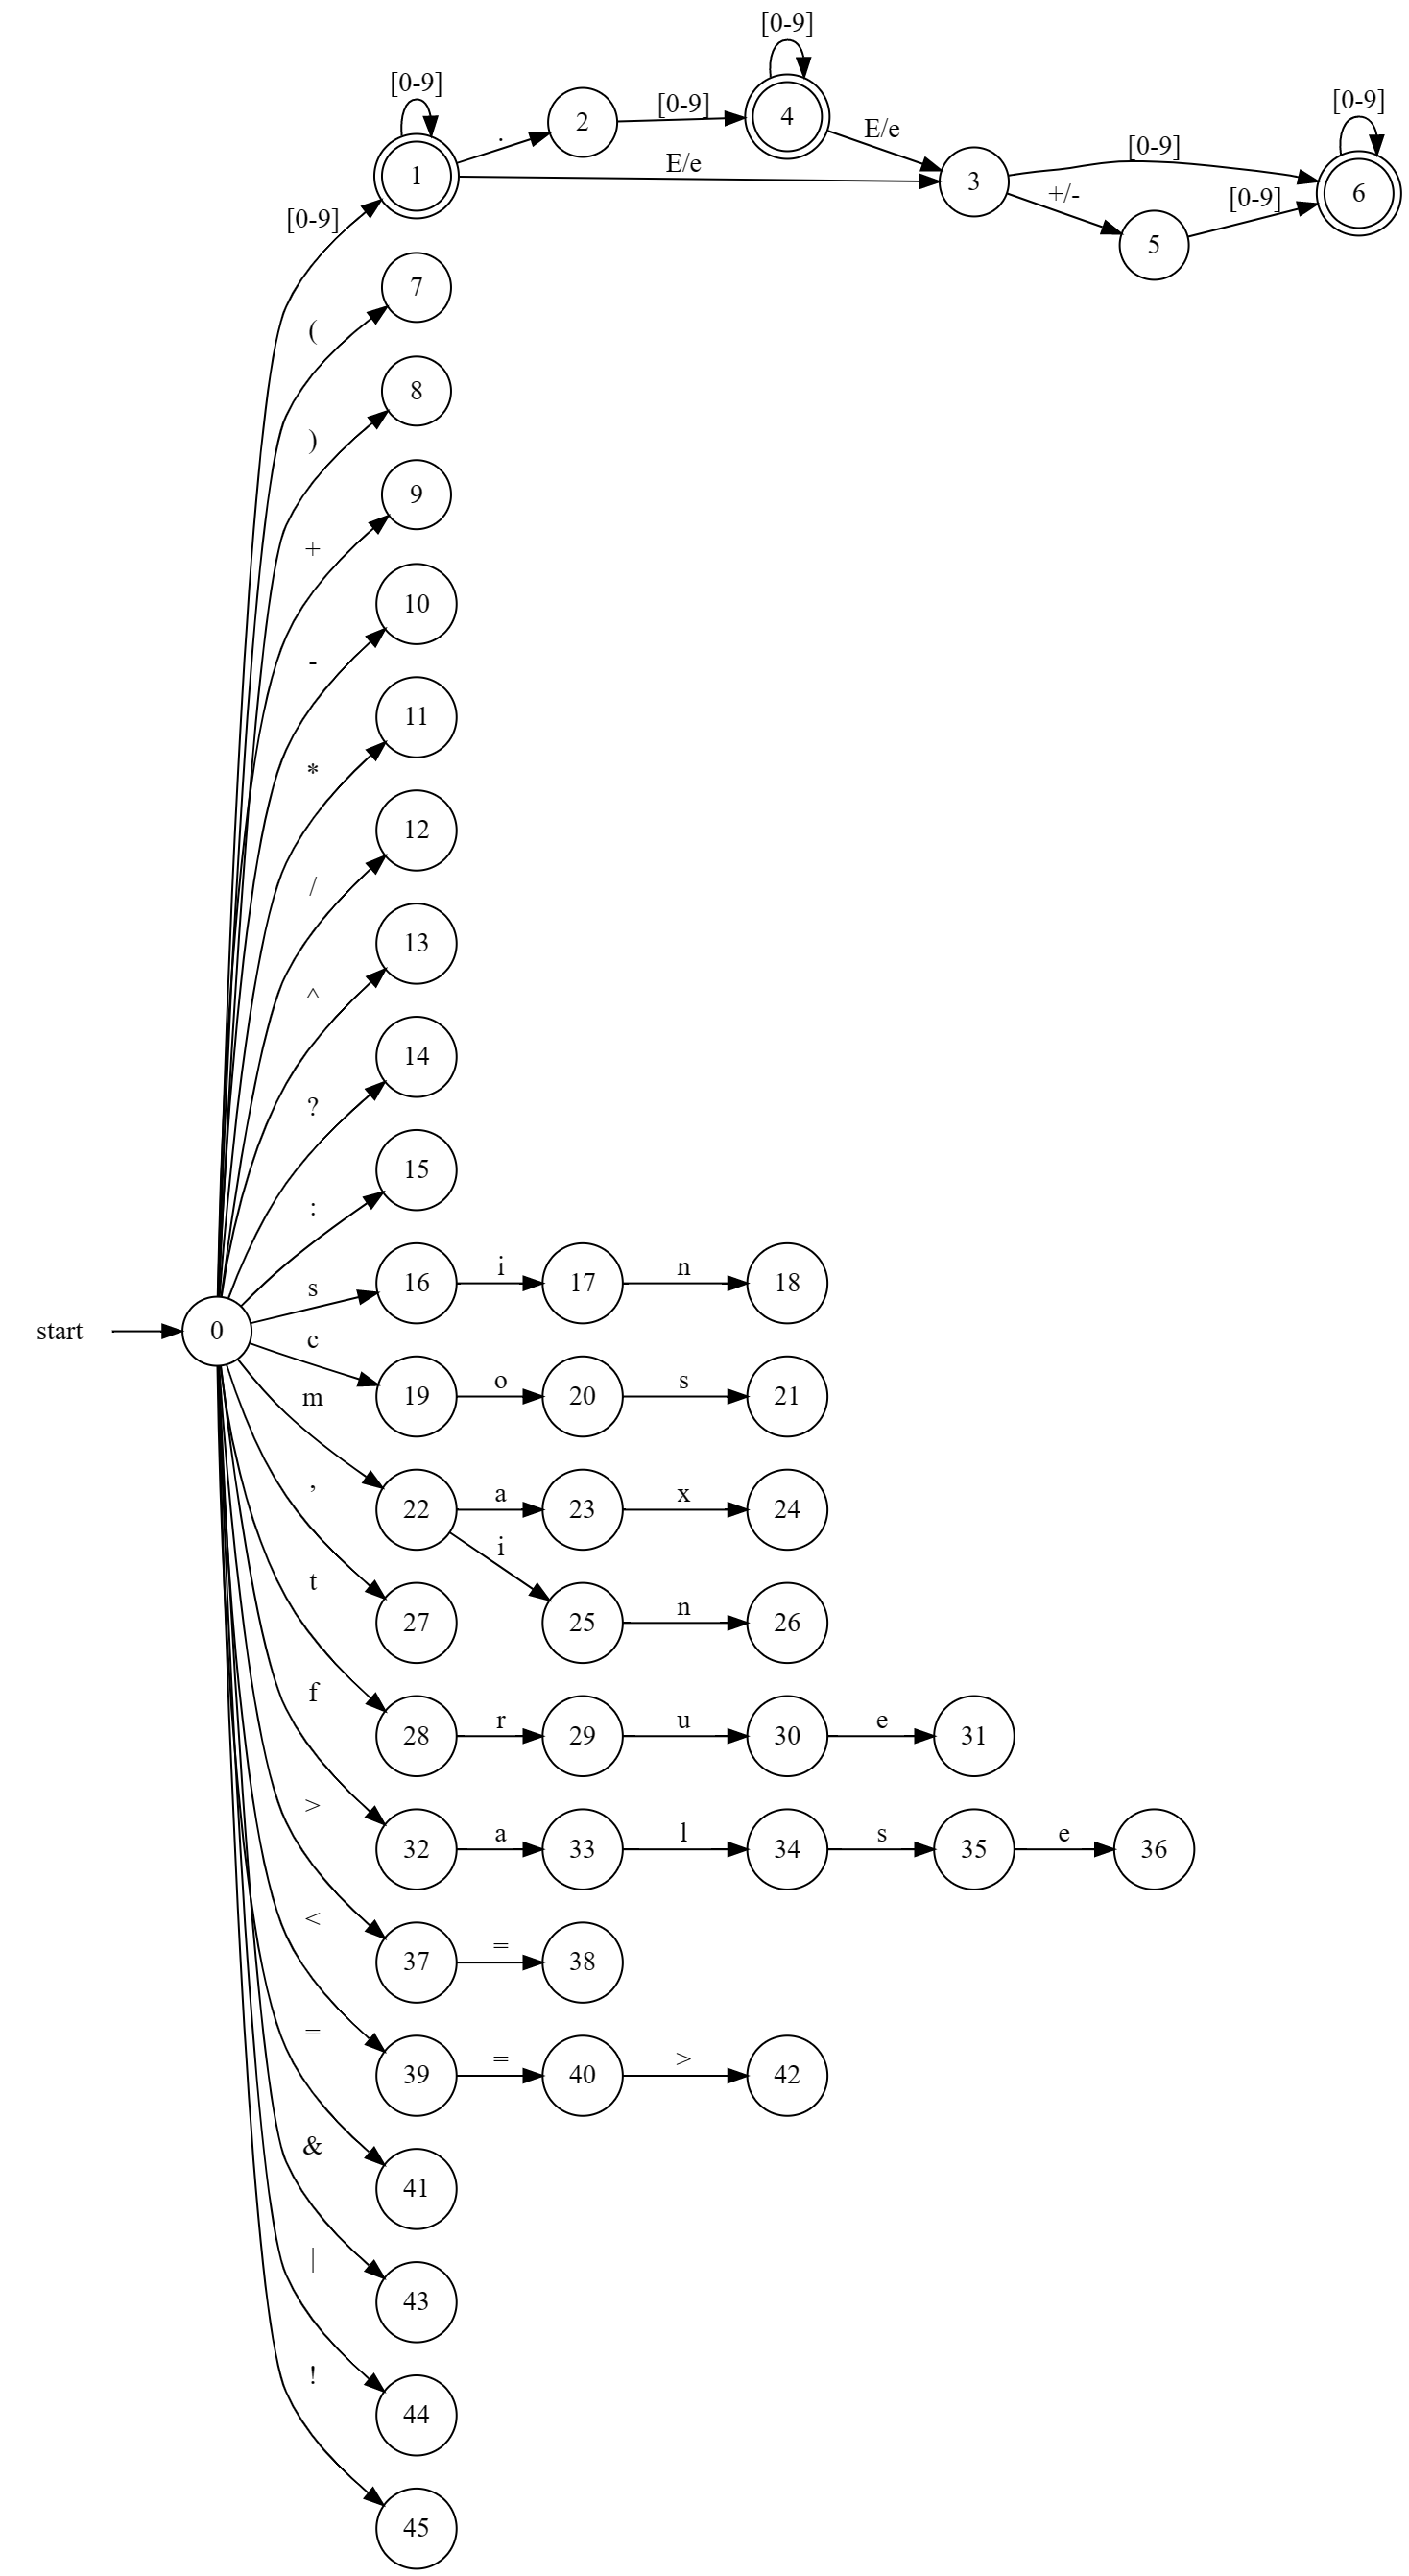 [0-9]
[0-9] [0-9] [0-9]
1 . 2 [0-9] 4 E/e 3 [0-9] 6
E/e +/- [0-9]
[0-9] 5
( 7
) 8
+ 9
- 10
* 11
/ 12
^ 13
? 14
: 15
s 16 i 17 n 18
start 0
c 19 o 20 s 21
m 22 a 23 x 24
i 25 n 26
, 27
t 28 r 29 u 30 e 31
f 32 a 33 l 34 s 35 e 36
> 37 = 38
< 39 = 40 > 42
= 41
& 43
| 44
! 45